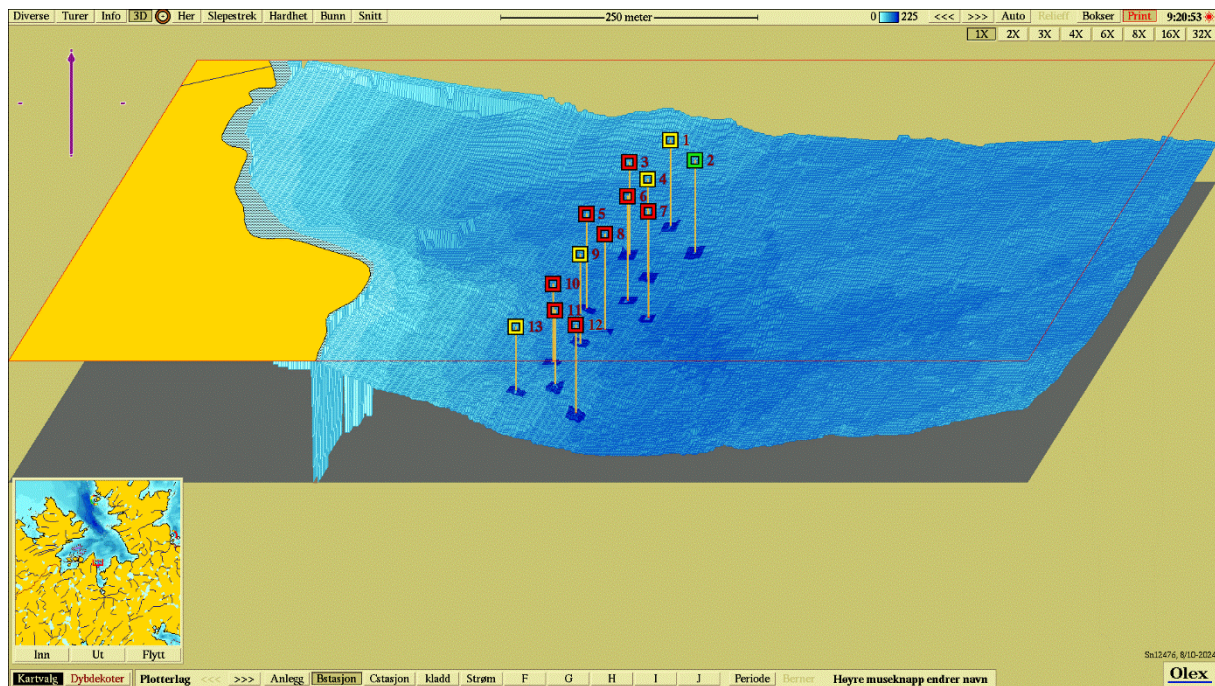 Diverse Turer Info 3D Her Slepestrek Hardhet Bunn Snitt 250 meter 0 225 <<< >>> Auto Relieff Bokser Print 9:20:53
1X 2X 3X 4X 6X 8X 16X 32X
1
2
3
4
6
7
5
8
9
10
11
12
13
Inn Ut Flytt
Sn12476, 8/10-2024
Kartvalg Dybdekoter Plotterlag <<< >>> Anlegg Bstasjon Cstasjon kladd Strøm F G H I J Periode Berner Høyre museknapp endrer navn Olex